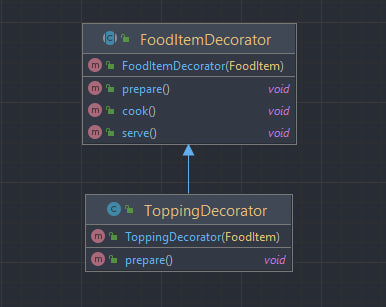 FoodItemDecorator
FoodItemDecorator(FoodItem)
prepare() void
cook() void
serve() void
ToppingDecorator
ToppingDecorator(FoodItem)
prepare() void